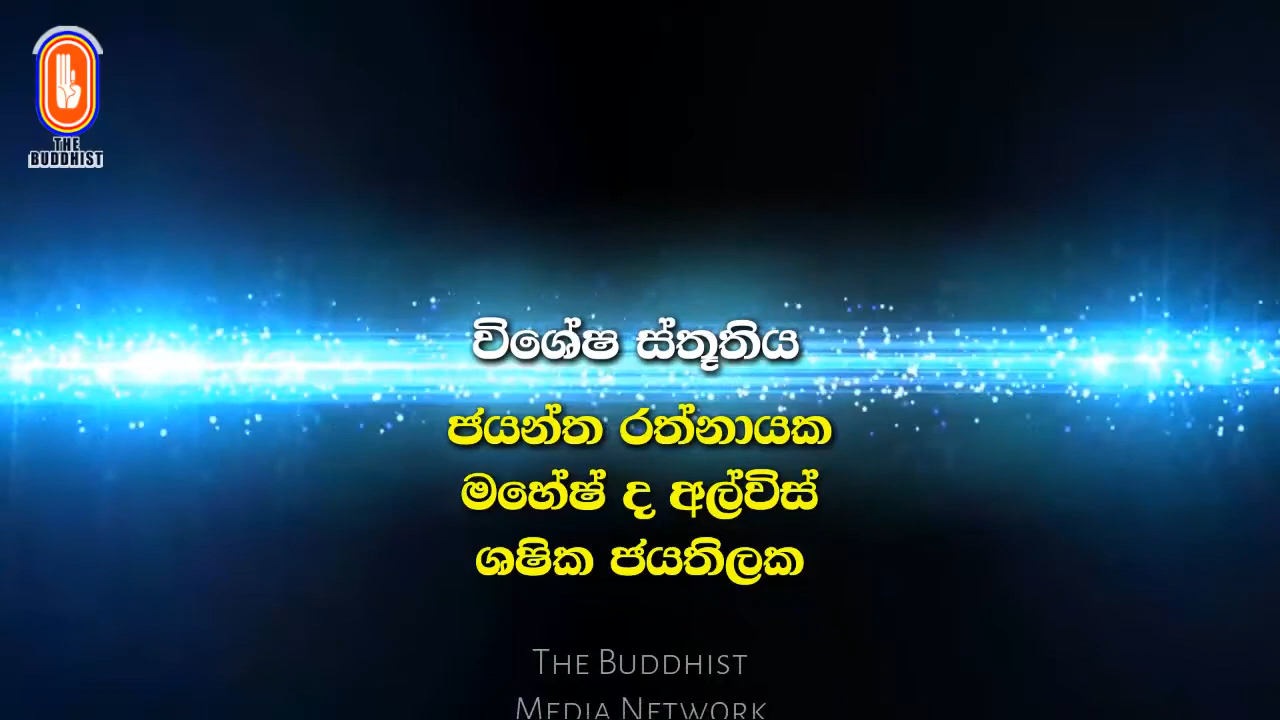 THE
BUDDHIST
විශේෂ ස්තූතිය
ජයන්ත රත්නායක
මහේෂ් ද අල්විස්
ශෂික ජයතිලක
The Buddhist
Media Network